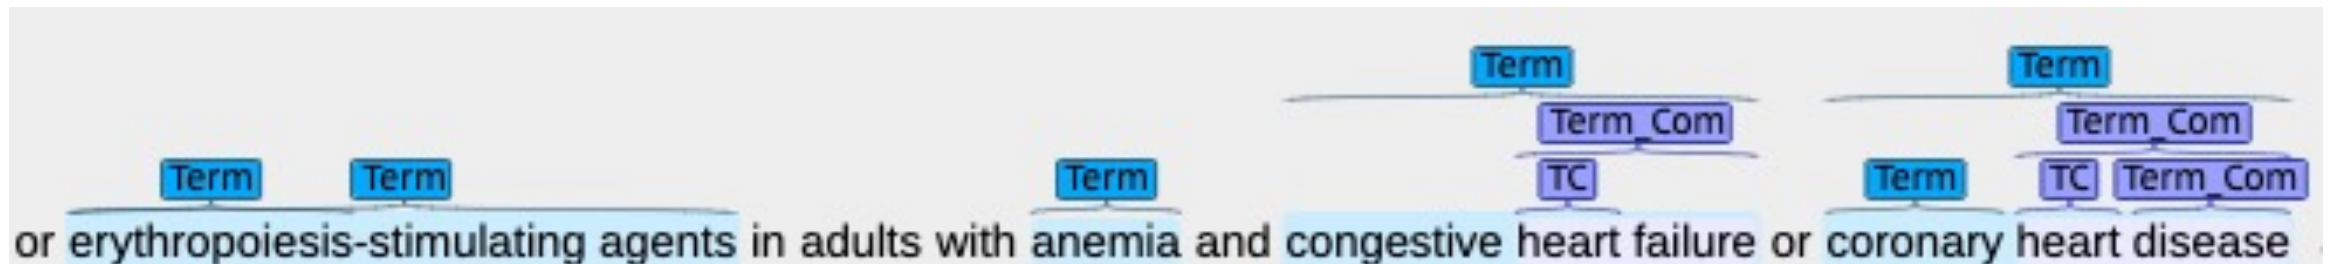 Term Term
Term_Com Term_Com
Term Term Term TC Term TC Term_Com
or erythropoiesis-stimulating agents in adults with anemia and congestive heart failure or coronary heart disease